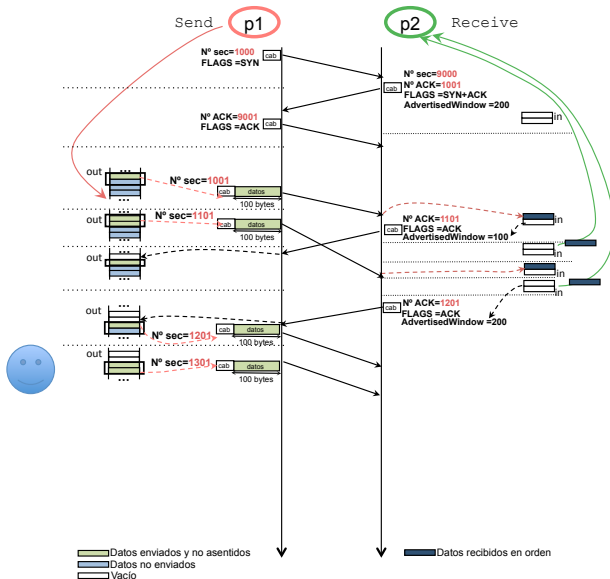 Send p1 p2 Receive
Nº sec=1000
FLAGS =SYN
cab
Nº sec=9000
Nº ACK=1001
FLAGS =SYN+ACK
AdvertisedWindow =200
cab
in
Nº ACK=9001
FLAGS =ACK
cab
out
...
Nº sec=1001
cab datos
100 bytes
...
out
Nº sec=1101
cab datos
100 bytes
...
Nº ACK=1101
FLAGS =ACK
AdvertisedWindow =100
cab
in
out
...
in
in
in
Nº ACK=1201
FLAGS =ACK
AdvertisedWindow =200
cab
out
...
Nº sec=1201
cab datos
100 bytes
out
...
Nº sec=1301
cab datos
100 bytes
...
Datos enviados y no asentidos
Datos no enviados
Vacío
Datos recibidos en orden